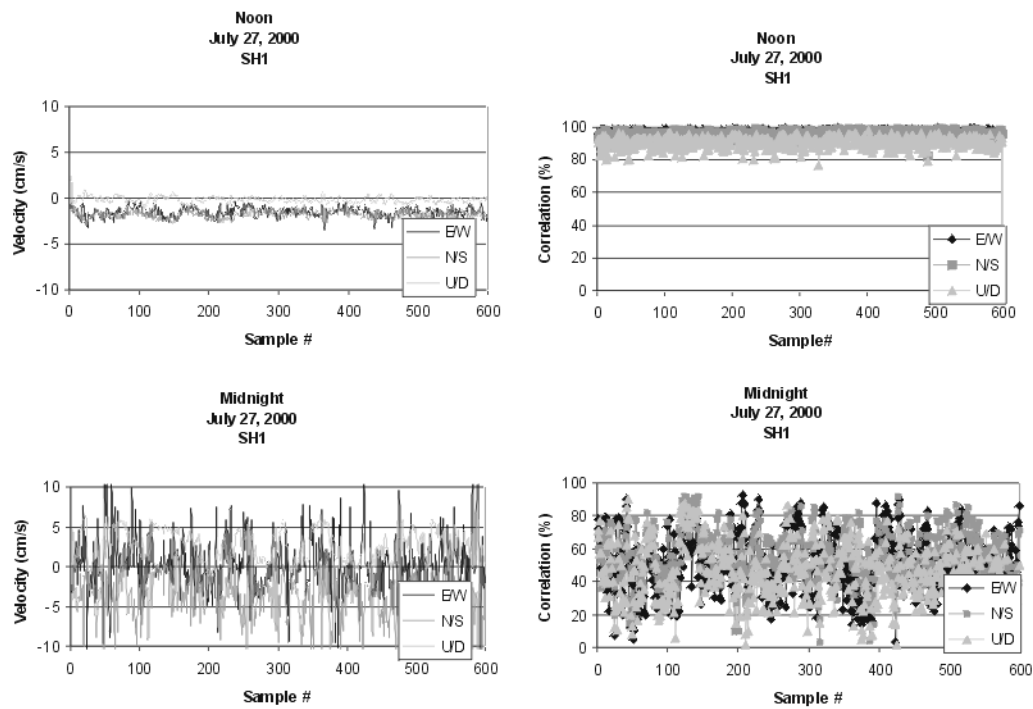 Noon
July 27, 2000
SH1
10
5
0
-5
-10
Velocity (cm/s)
0 100 200 300 400 500 600
Sample #
E/W
N/S
U/D
Noon
July 27, 2000
SH1
100
80
60
40
20
0
Correlation (%)
0 100 200 300 400 500 600
Sample#
E/W
N/S
U/D
Midnight
July 27, 2000
SH1
10
5
0
-5
-10
Velocity (cm/s)
0 100 200 300 400 500 600
Sample #
E/W
N/S
U/D
Midnight
July 27, 2000
SH1
100
80
60
40
20
0
Correlation (%)
0 100 200 300 400 500 600
Sample #
E/W
N/S
U/D